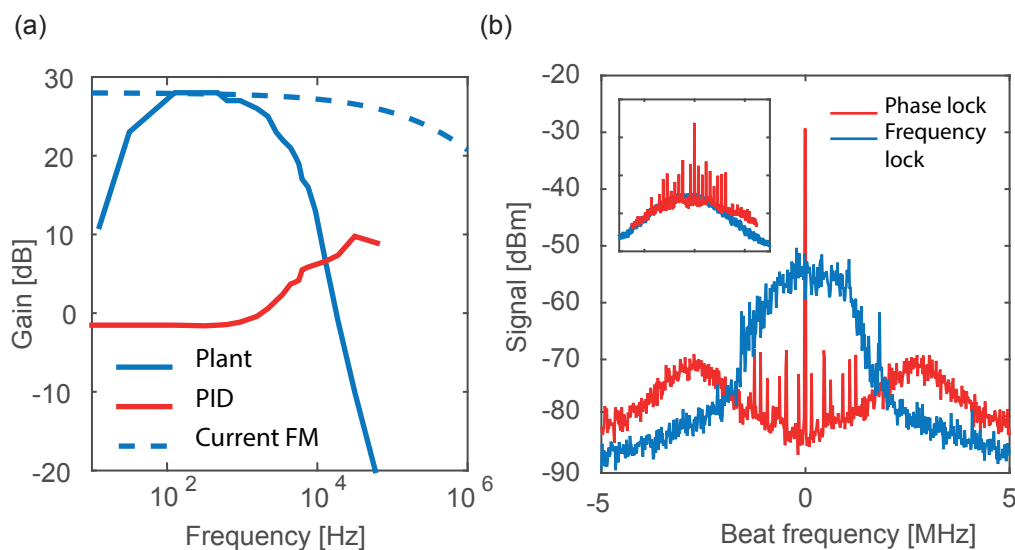 (a)
(b)
30
20
10
0
-10
-20
Gain [dB]
Plant
PID
Current FM
10 2
10 4
10 6
Frequency [Hz]
-20
-30
-40
-50
-60
-70
-80
-90
Signal [dBm]
Phase lock
Frequency
lock
-5
0
5
Beat frequency [MHz]